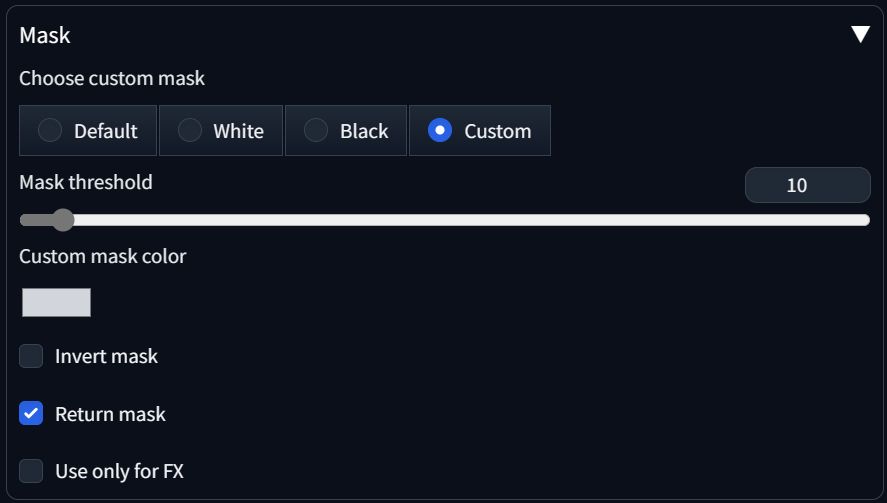 Mask
Choose custom mask
Default White Black Custom
Mask threshold 10
Custom mask color
Invert mask
Return mask
Use only for FX